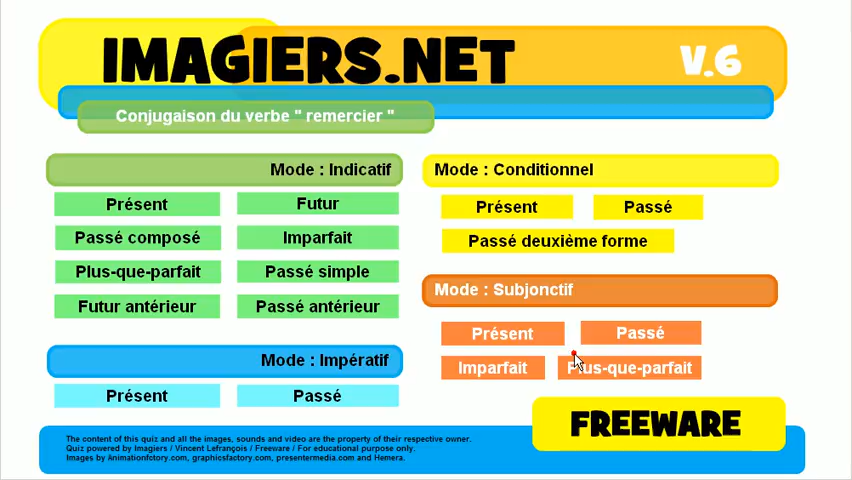 IMAGIERS.NET
V.6
Conjugaison du verbe " remercier "
Mode : Indicatif
Présent
Futur
Passé composé
Imparfait
Plus-que-parfait
Passé simple
Futur antérieur
Passé antérieur
Mode : Impératif
Présent
Passé
Mode : Conditionnel
Présent
Passé
Passé deuxième forme
Mode : Subjonctif
Présent
Passé
Imparfait
Plus-que-parfait
FREEWARE
The content of this quiz and all the images, sounds and video are the property of their respective owner.
Quiz powered by Imagiers / Vincent Lefrançois / Freeware / For educational purpose only.
Images by Animationfctory.com, graphicsfactory.com, presentermedia.com and Hemera.